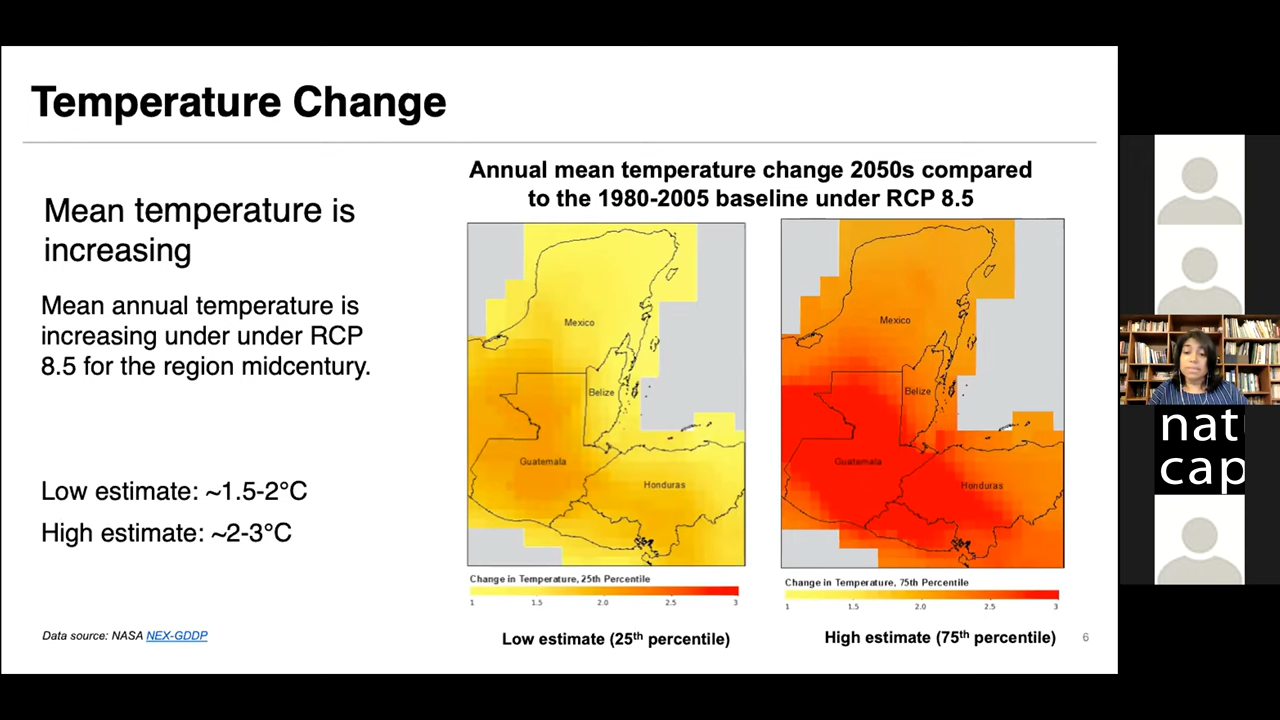 Temperature Change
Mean temperature is
increasing
Mean annual temperature is
increasing under under RCP
8.5 for the region midcentury.
Low estimate: ~1.5-2°C
High estimate: ~2-3°C
Data source: NASA NEX-GDDP
Annual mean temperature change 2050s compared
to the 1980-2005 baseline under RCP 8.5
Mexico
Belize
Guatemala
Honduras
Change in Temperature, 25th Percentile
1 1.5 2.0 2.5 3
Low estimate (25th percentile)
Mexico
Belize
Guatemala
Honduras
Change in Temperature, 75th Percentile
1 1.5 2.0 2.5 3
High estimate (75th percentile)
6
nat
cap